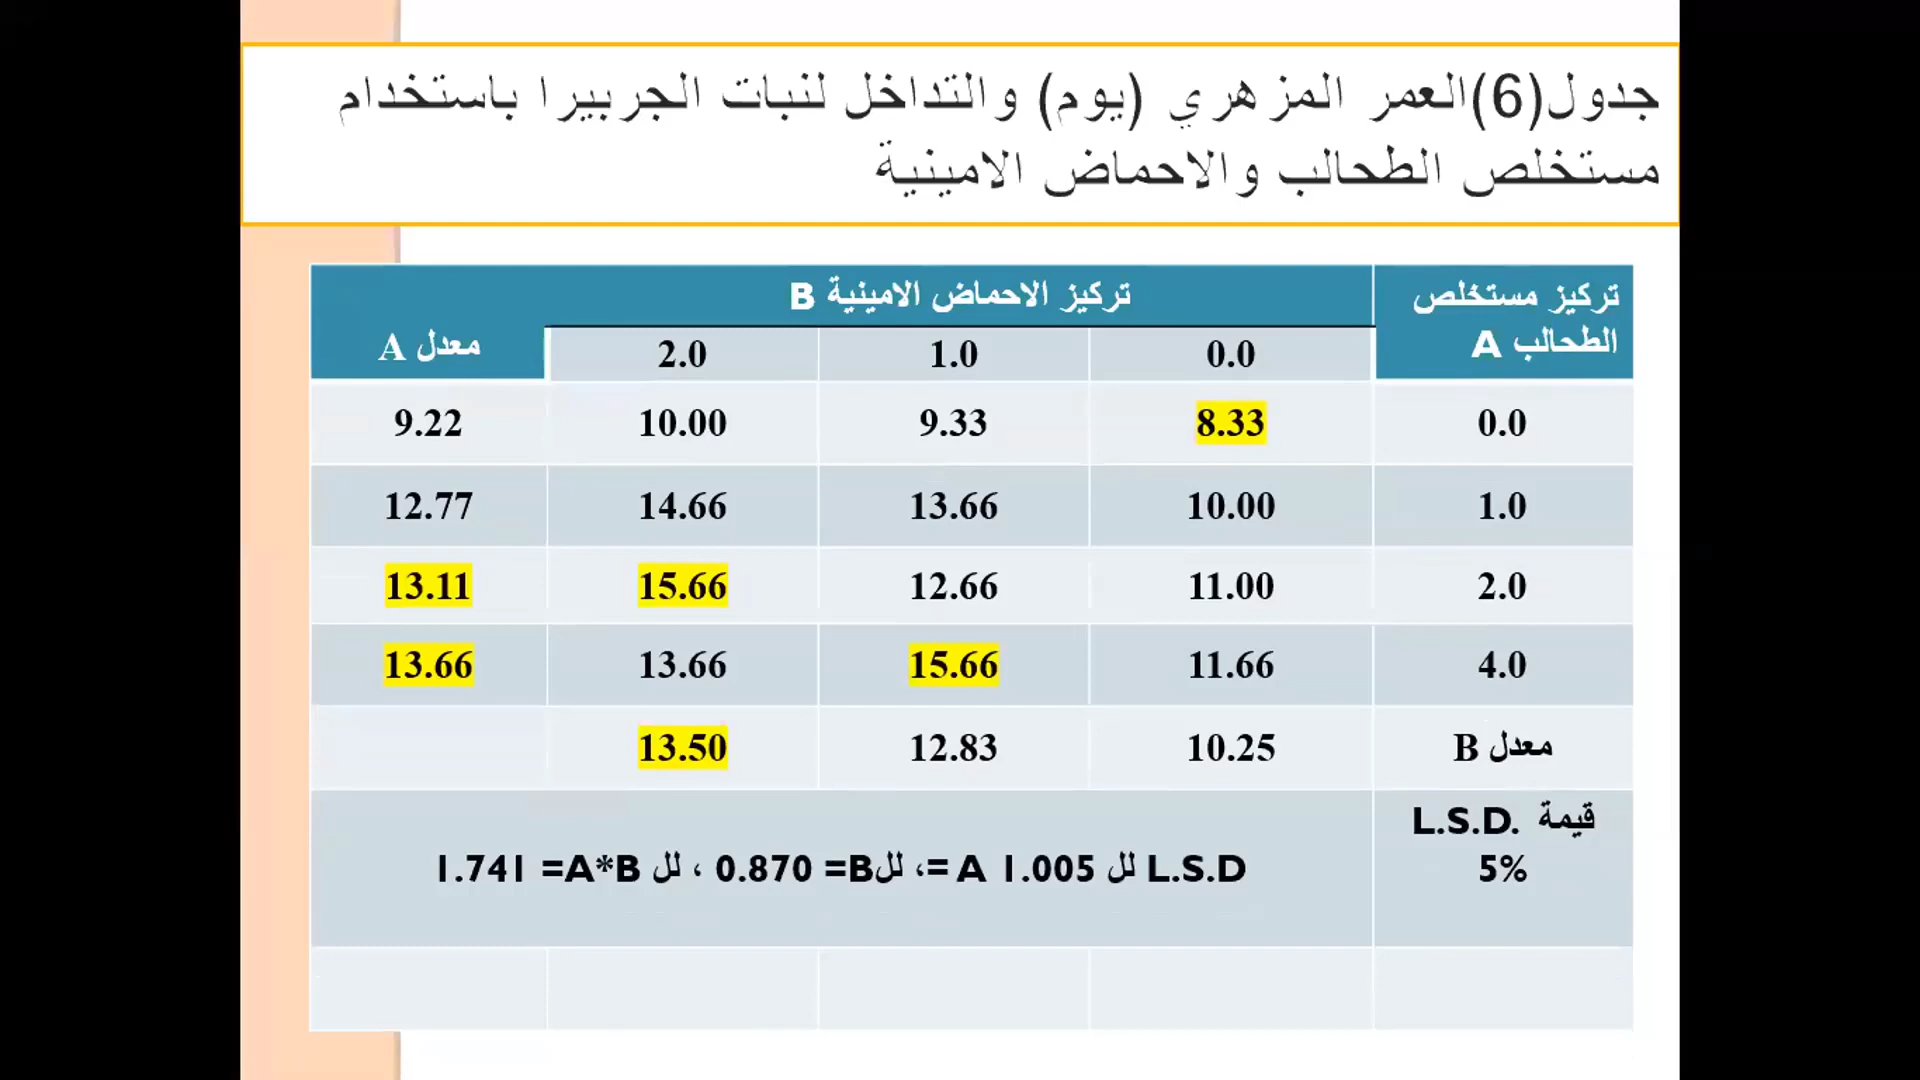 جدول(6)العمر المزهري (يوم) والتداخل لنبات الجربيرا باستخدام
مستخلص الطحالب والاحماض الامينية
تركيز مستخلص الطحالب A
تركيز الاحماض الامينية B
معدل A
0.0 1.0 2.0
0.0 8.33 9.33 10.00 9.22
1.0 10.00 13.66 14.66 12.77
2.0 11.00 12.66 15.66 13.11
4.0 11.66 15.66 13.66 13.66
معدل B 10.25 12.83 13.50
قيمة L.S.D.
5%
L.S.D لل A 1.005 =، للB= 0.870 ، لل A*B= 1.741